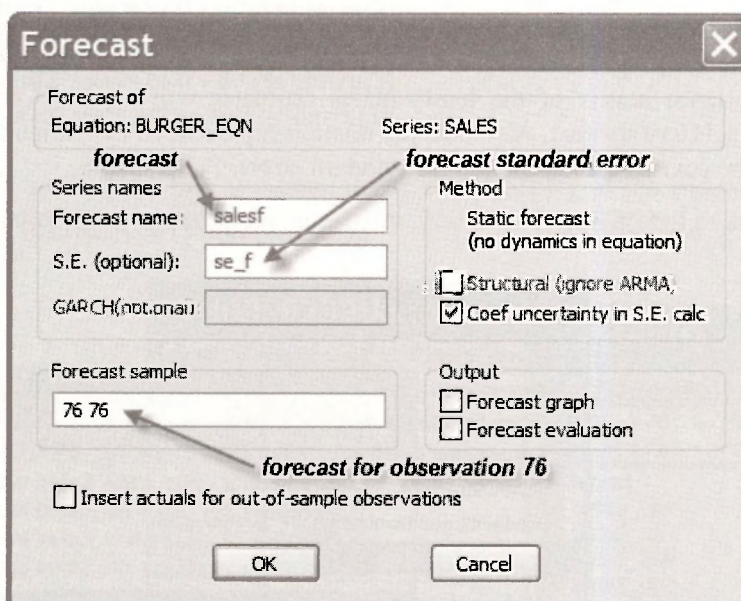 Forecast
Forecast of
Equation: BURGER_EQN Series: SALES
forecast forecast standard error
Series names
Forecast name: salesf
S.E. (optional): se_f
GARCH(optional):
Method
Static forecast
(no dynamics in equation)
Structural (ignore ARMA)
Coef uncertainty in S.E. calc
Forecast sample
76 76
forecast for observation 76
Output
Forecast graph
Forecast evaluation
Insert actuals for out-of-sample observations
OK Cancel